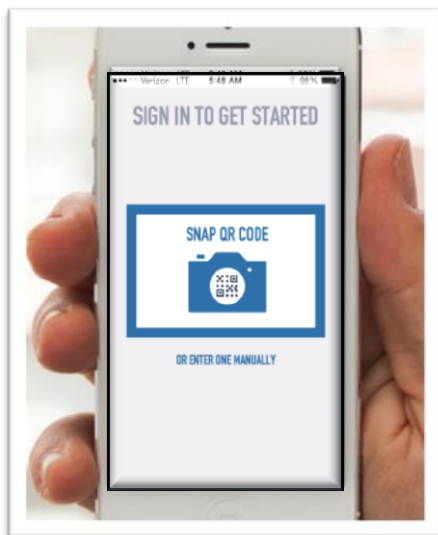 Verizon LTE 5:48 AM 98%
SIGN IN TO GET STARTED
SNAP QR CODE
OR ENTER ONE MANUALLY